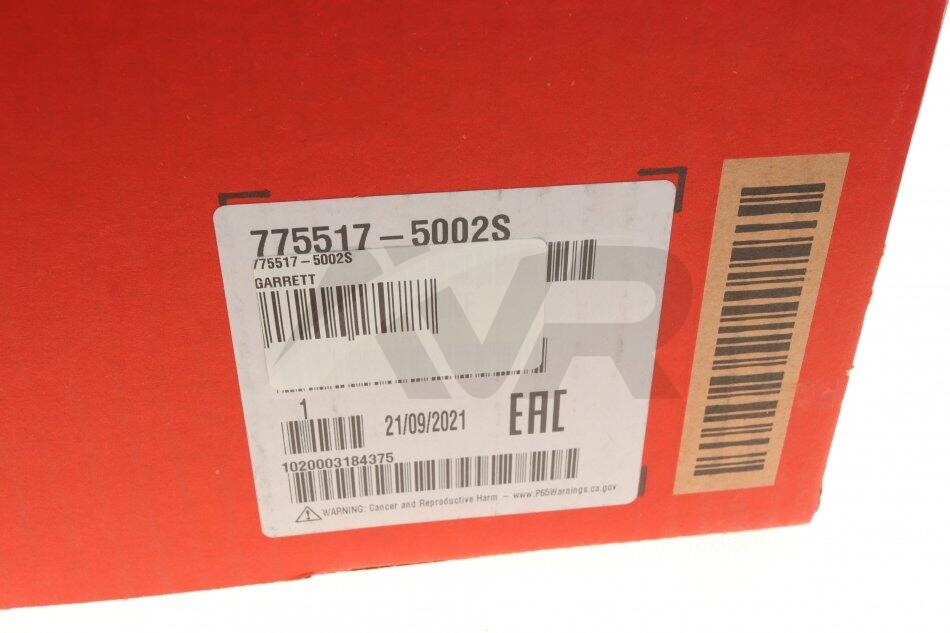 775517-5002S
775517-5002S
GARRETT
1
21/09/2021
EAC
1020003184375
WARNING: Cancer and Reproductive Harm – www.P65Warnings.ca.gov
AVR